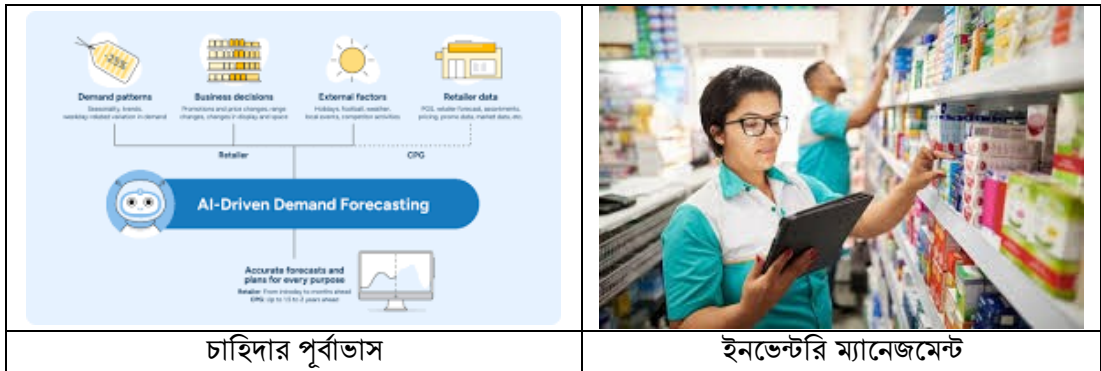 -25%
Demand patterns
Seasonality, trends,
weekday-related variation in demand
Business decisions
Promotions and price changes, range
changes, changes in display and space
External factors
Holidays, football, weather,
local events, competitor activities
Retailer data
POS, retailer forecast, assortments,
pricing, promo data, market data, etc.
Retailer
CPG
AI-Driven Demand Forecasting
Accurate forecasts and
plans for every purpose
Retailer: From intraday to months ahead
CPG: Up to 1.5 to 2 years ahead
চাহিদার পূর্বাভাস
ইনভেন্টরি ম্যানেজমেন্ট